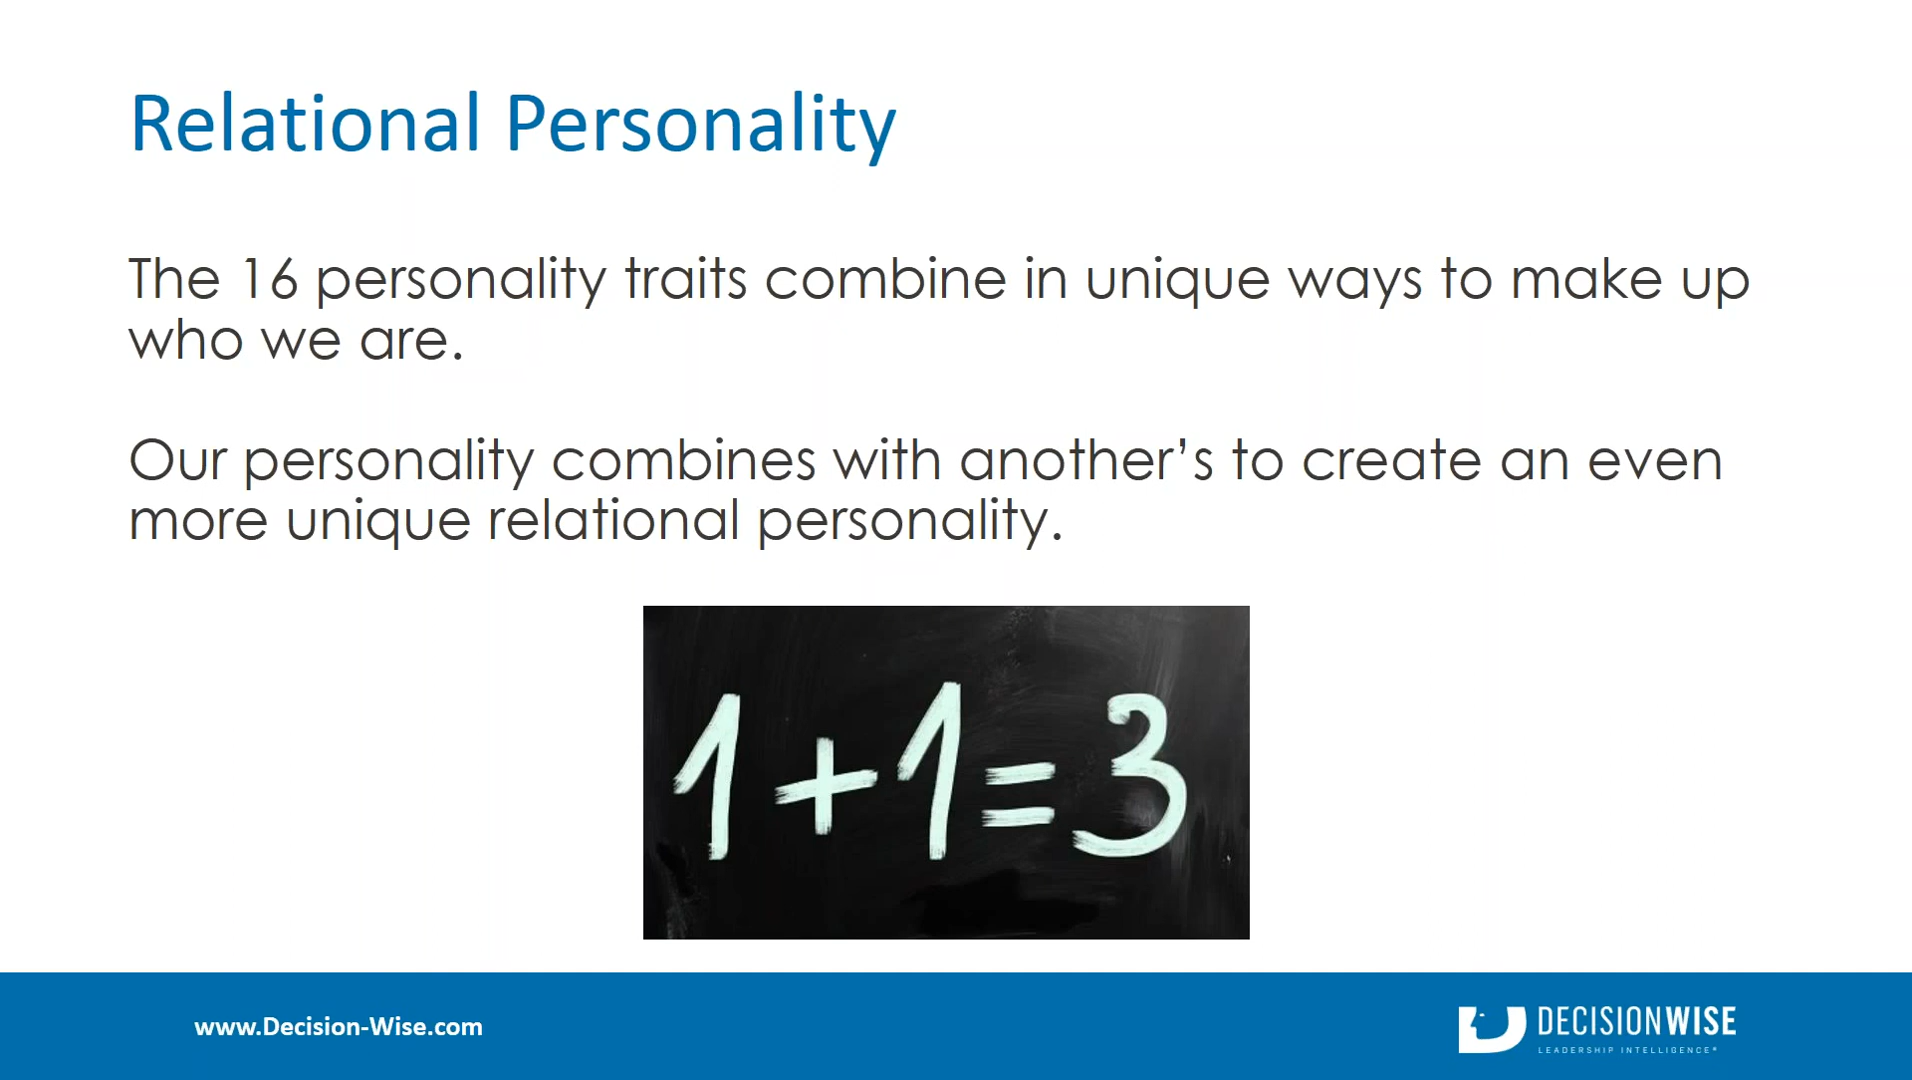 Relational Personality
The 16 personality traits combine in unique ways to make up
who we are.
Our personality combines with another’s to create an even
more unique relational personality.
1+1=3
www.Decision-Wise.com
DECISIONWISE
LEADERSHIP INTELLIGENCE®